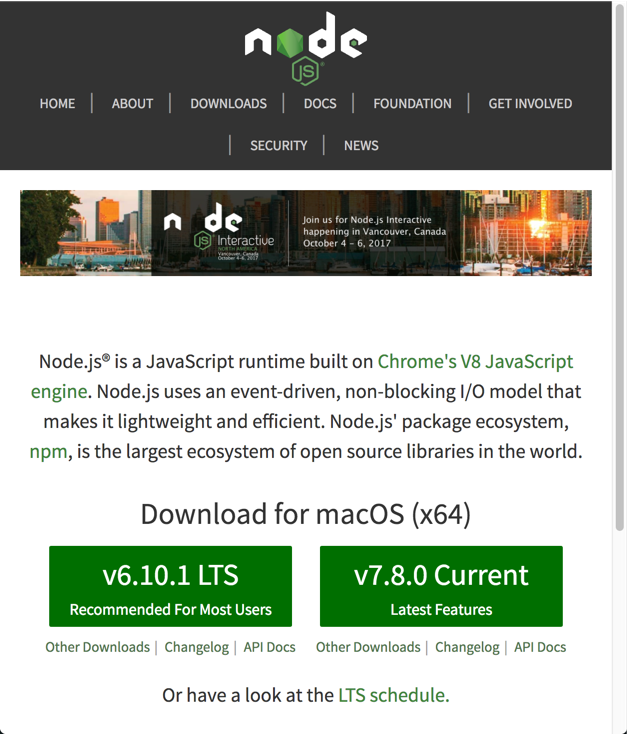 node
JS
HOME | ABOUT | DOWNLOADS | DOCS | FOUNDATION | GET INVOLVED
| SECURITY | NEWS
node
JS Interactive
NORTH AMERICA
Vancouver, Canada
October 4-6, 2017
Join us for Node.js Interactive
happening in Vancouver, Canada
October 4 – 6, 2017
Node.js® is a JavaScript runtime built on Chrome's V8 JavaScript
engine. Node.js uses an event-driven, non-blocking I/O model that
makes it lightweight and efficient. Node.js' package ecosystem,
npm, is the largest ecosystem of open source libraries in the world.
Download for macOS (x64)
v6.10.1 LTS
Recommended For Most Users
v7.8.0 Current
Latest Features
Other Downloads | Changelog | API Docs
Other Downloads | Changelog | API Docs
Or have a look at the LTS schedule.